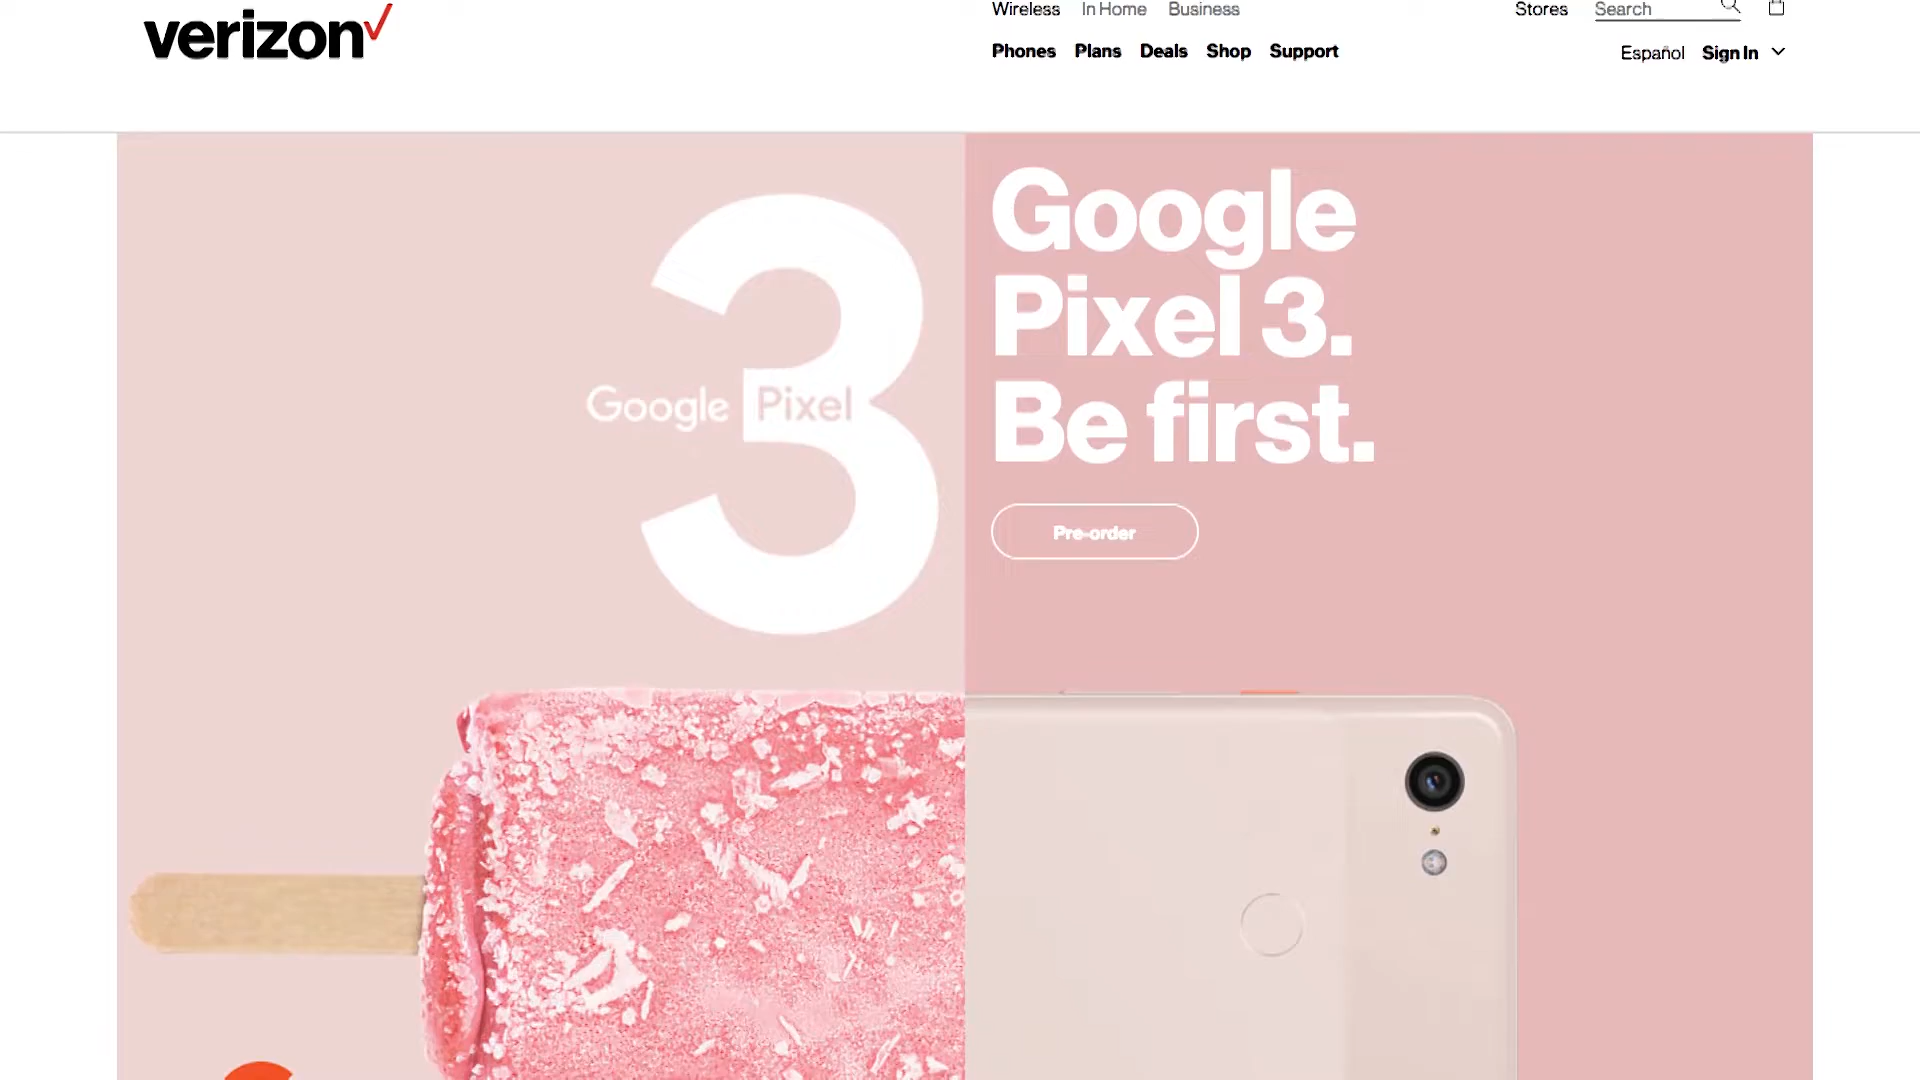 verizon
Wireless In Home Business
Stores Search
Phones Plans Deals Shop Support
Español Sign In
3
Google Pixel
Google
Pixel 3.
Be first.
Pre-order